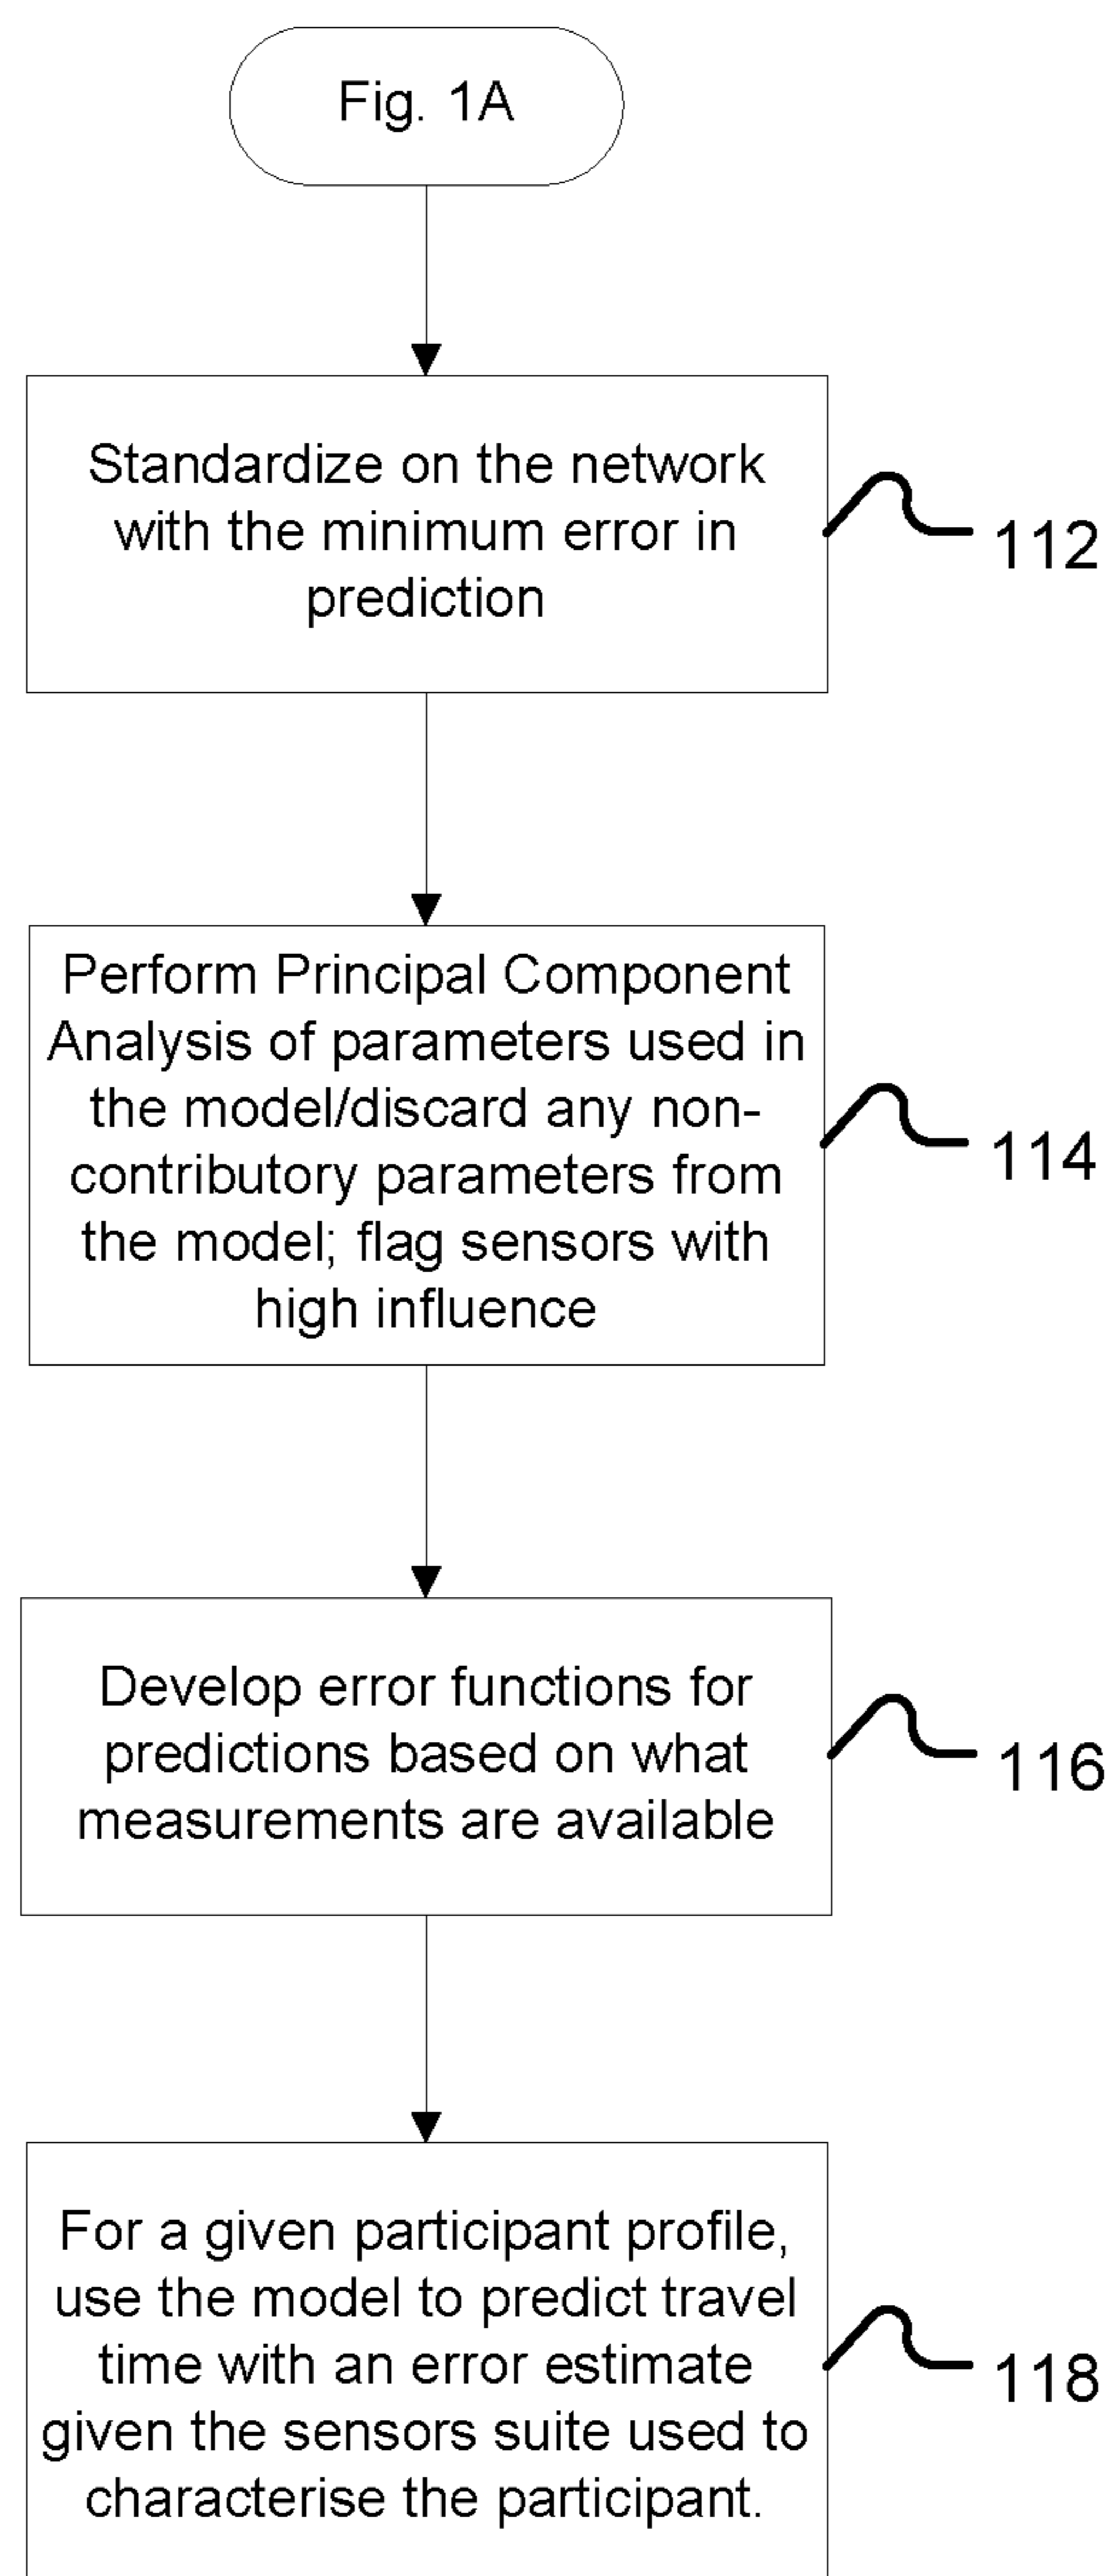 Fig. 1A
Standardize on the network
with the minimum error in
prediction
112
Perform Principal Component
Analysis of parameters used in
the model/discard any non-
contributory parameters from
the model; flag sensors with
high influence
114
Develop error functions for
predictions based on what
measurements are available
116
For a given participant profile,
use the model to predict travel
time with an error estimate
given the sensors suite used to
characterise the participant.
118